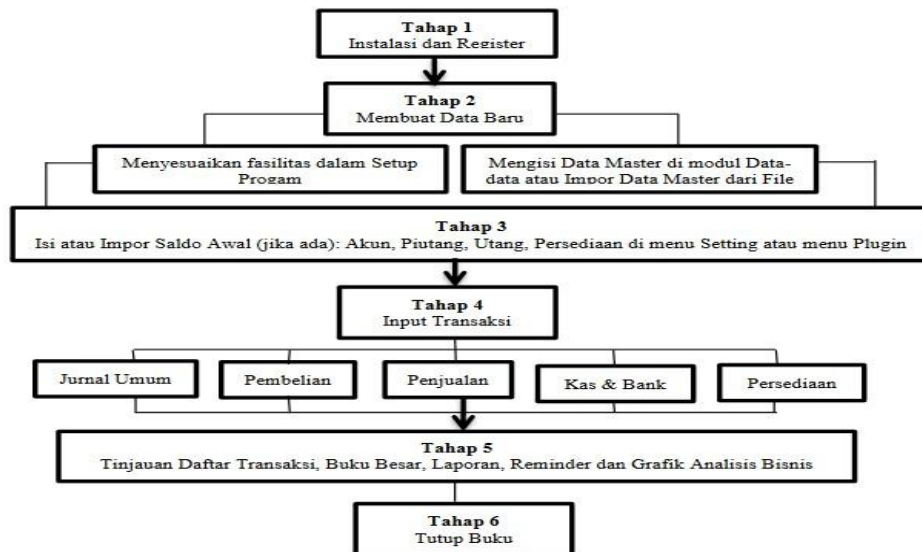 Tahap 1
Instalasi dan Register
Tahap 2
Membuat Data Baru
Menyesuaikan fasilitas dalam Setup
Progam
Mengisi Data Master di modul Data-
data atau Impor Data Master dari File
Tahap 3
Isi atau Impor Saldo Awal (jika ada): Akun, Piutang, Utang, Persediaan di menu Setting atau menu Plugin
Tahap 4
Input Transaksi
Jurnal Umum
Pembelian
Penjualan
Kas & Bank
Persediaan
Tahap 5
Tinjauan Daftar Transaksi, Buku Besar, Laporan, Reminder dan Grafik Analisis Bisnis
Tahap 6
Tutup Buku